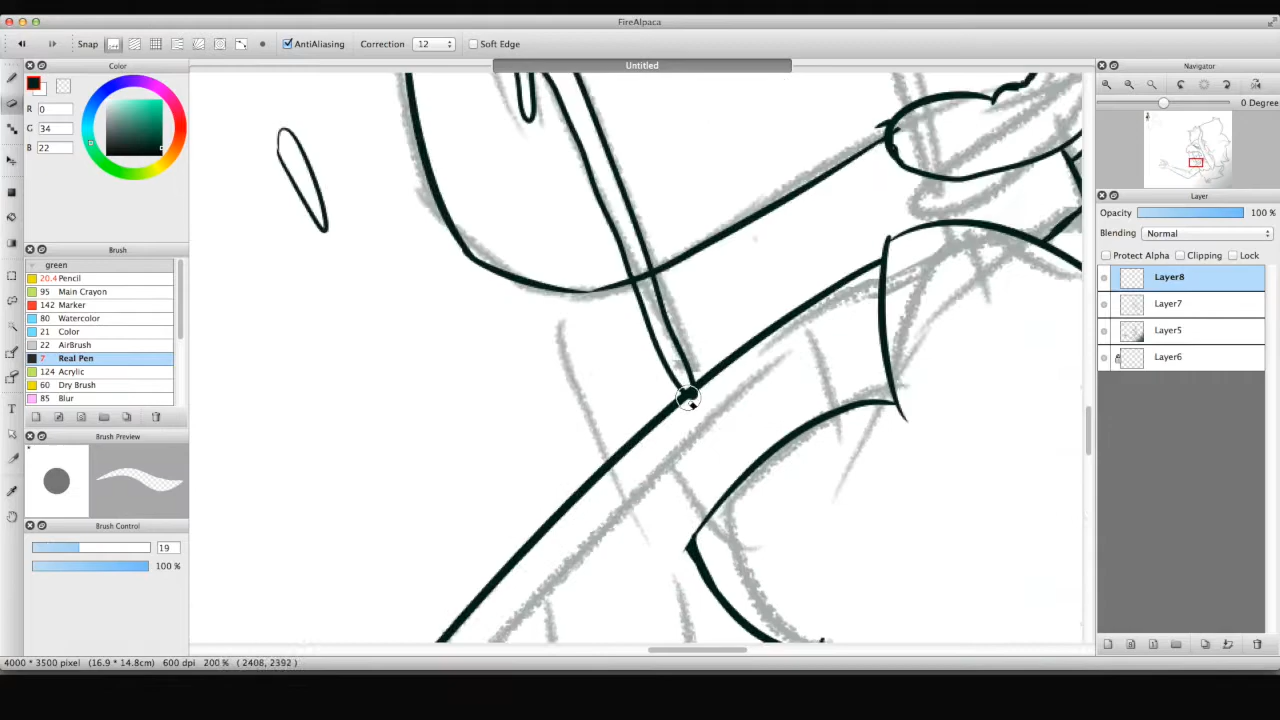 FireAlpaca
Snap AntiAliasing Correction 12 Soft Edge
Color Untitled Navigator
R 0
G 34
B 22
0 Degree
Layer
Opacity 100 %
Blending Normal
Protect Alpha Clipping Lock
Layer8
Layer7
Layer5
Layer6
Brush
green
20.4 Pencil
95 Main Crayon
142 Marker
80 Watercolor
21 Color
22 AirBrush
7 Real Pen
124 Acrylic
60 Dry Brush
85 Blur
Brush Preview
Brush Control
19
100 %
4000 * 3500 pixel (16.9 * 14.8cm) 600 dpi 200 % ( 2408, 2392 )